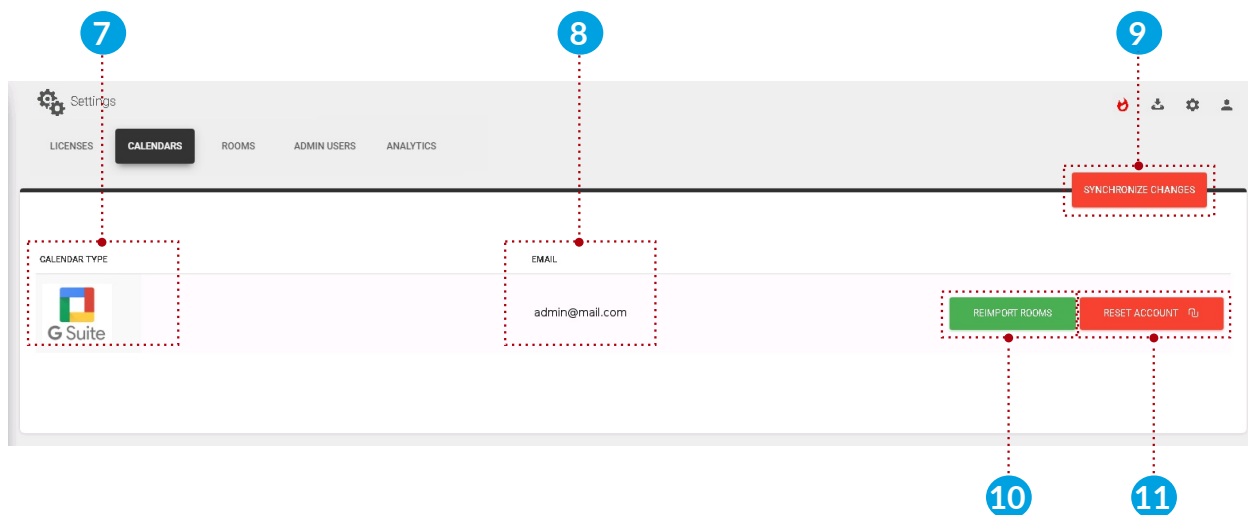 7 8 9
Settings
LICENSES CALENDARS ROOMS ADMIN USERS ANALYTICS
SYNCHRONIZE CHANGES
CALENDAR TYPE EMAIL
G Suite admin@mail.com REIMPORT ROOMS RESET ACCOUNT
10 11